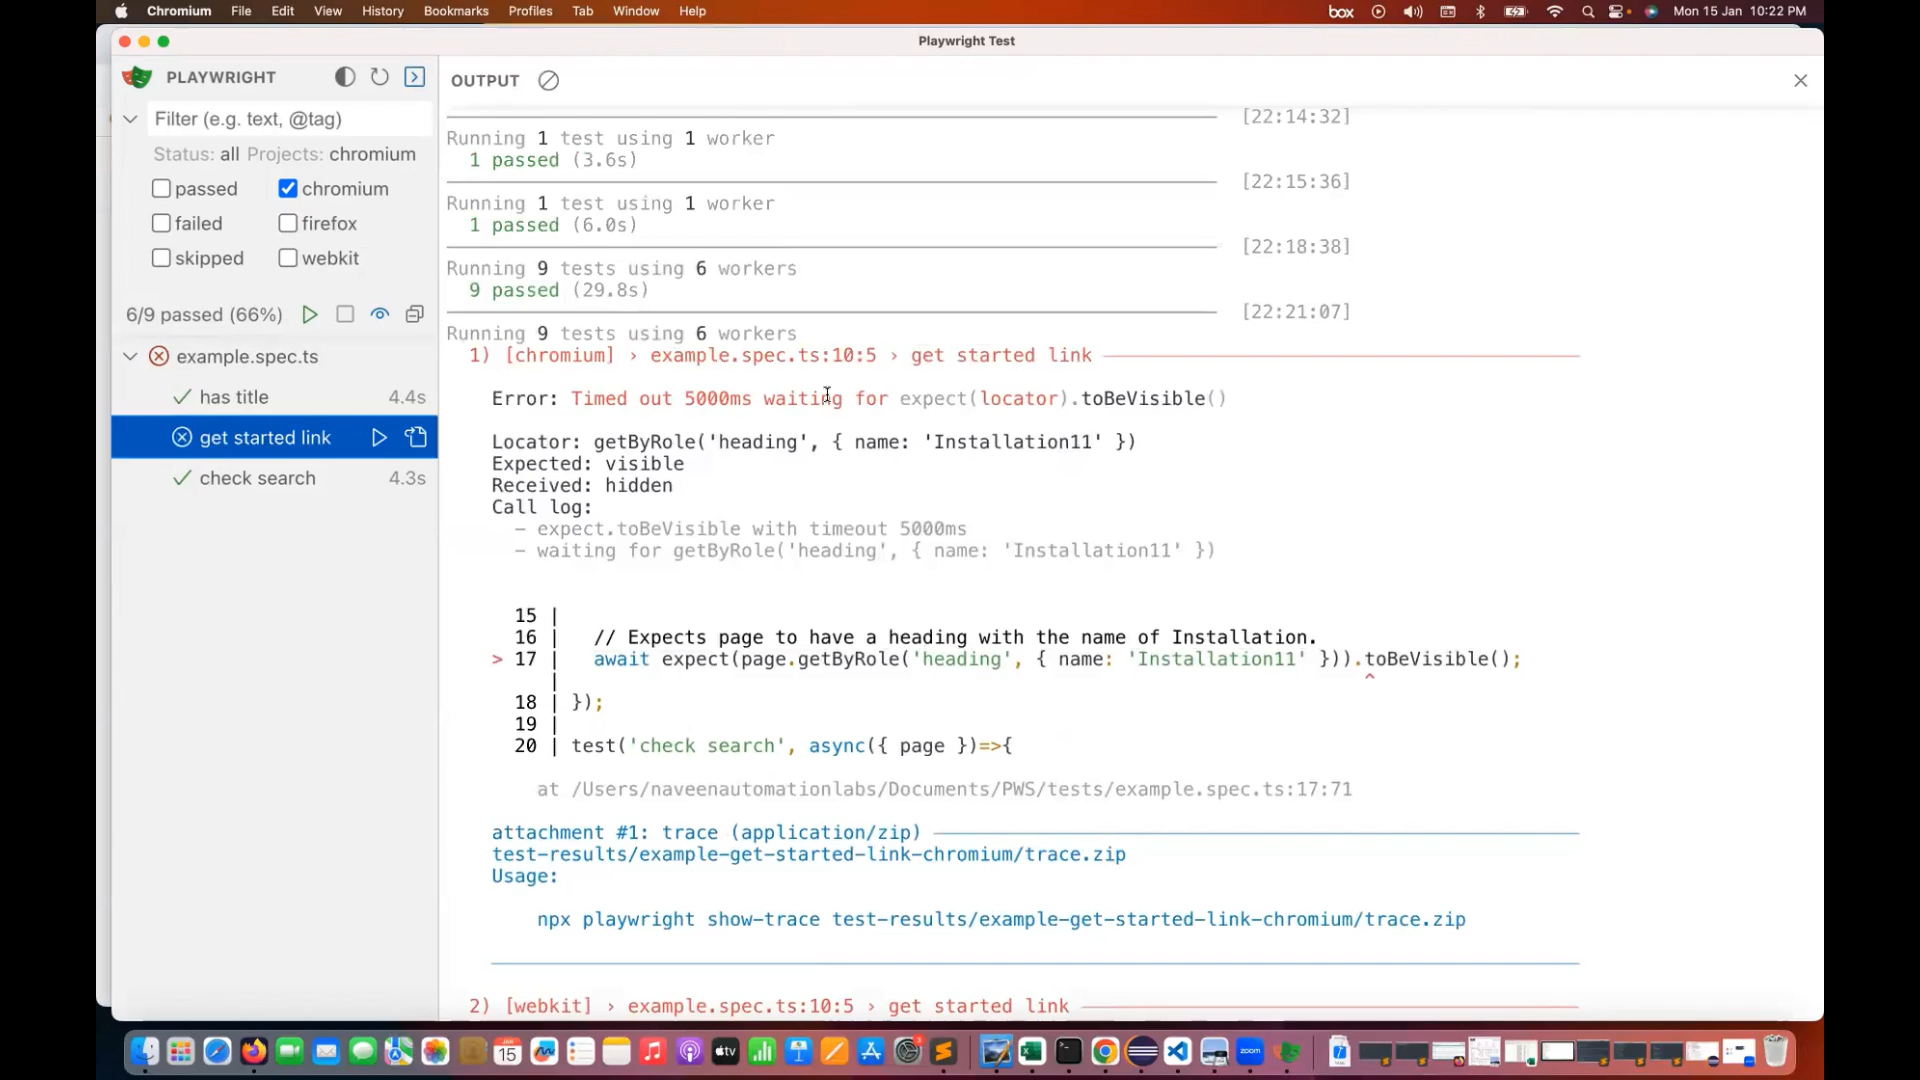 Chromium File Edit View History Bookmarks Profiles Tab Window Help box Mon 15 Jan 10:22 PM
Playwright Test
PLAYWRIGHT
Filter (e.g. text, @tag)
Status: all Projects: chromium
passed chromium
failed firefox
skipped webkit
6/9 passed (66%)
example.spec.ts
has title 4.4s
get started link
check search 4.3s
OUTPUT
[22:14:32]
Running 1 test using 1 worker
1 passed (3.6s)
[22:15:36]
Running 1 test using 1 worker
1 passed (6.0s)
[22:18:38]
Running 9 tests using 6 workers
9 passed (29.8s)
[22:21:07]
Running 9 tests using 6 workers
1) [chromium] › example.spec.ts:10:5 › get started link
Error: Timed out 5000ms waiting for expect(locator).toBeVisible()
Locator: getByRole('heading', { name: 'Installation11' })
Expected: visible
Received: hidden
Call log:
– expect.toBeVisible with timeout 5000ms
– waiting for getByRole('heading', { name: 'Installation11' })
15 |
16 | // Expects page to have a heading with the name of Installation.
> 17 | await expect(page.getByRole('heading', { name: 'Installation11' })).toBeVisible();
| ^
18 | });
19 |
20 | test('check search', async({ page })=>{
at /Users/naveenautomationlabs/Documents/PWS/tests/example.spec.ts:17:71
attachment #1: trace (application/zip)
test-results/example-get-started-link-chromium/trace.zip
Usage:
npx playwright show-trace test-results/example-get-started-link-chromium/trace.zip
2) [webkit] › example.spec.ts:10:5 › get started link
JAN
15
tv
zoom